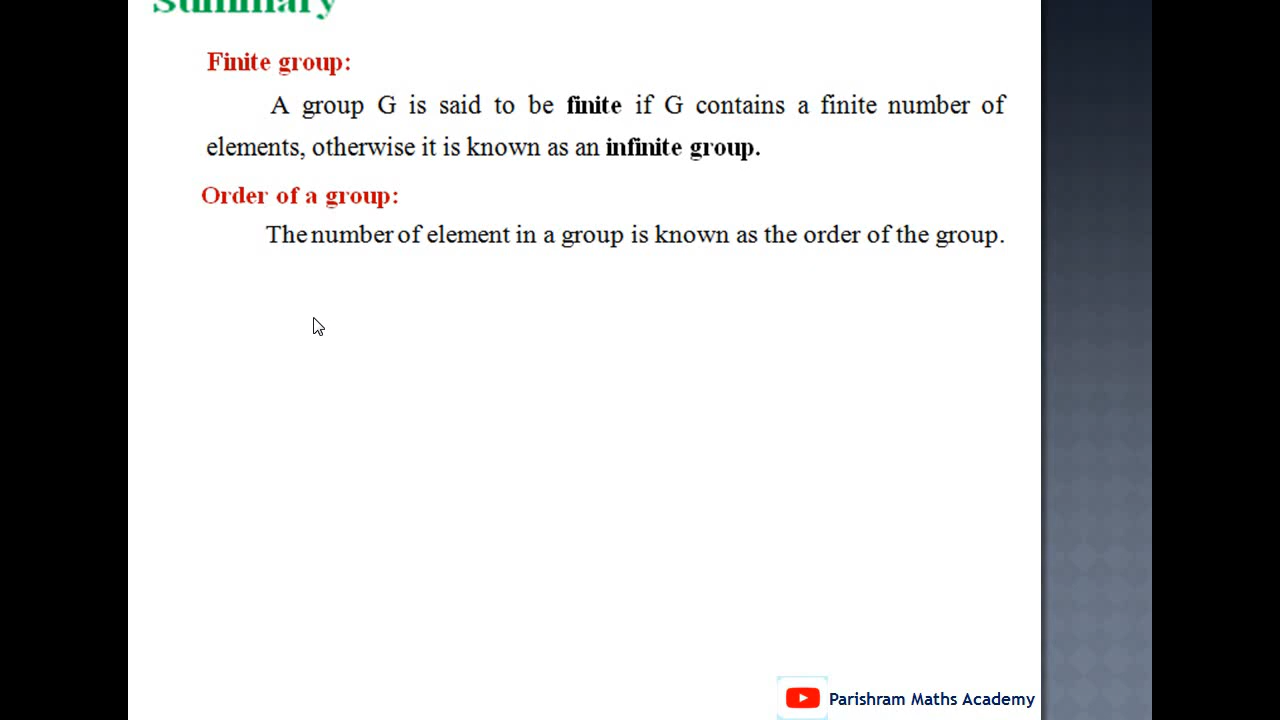 Summary
Finite group:
A group G is said to be finite if G contains a finite number of
elements, otherwise it is known as an infinite group.
Order of a group:
The number of element in a group is known as the order of the group.
Parishram Maths Academy